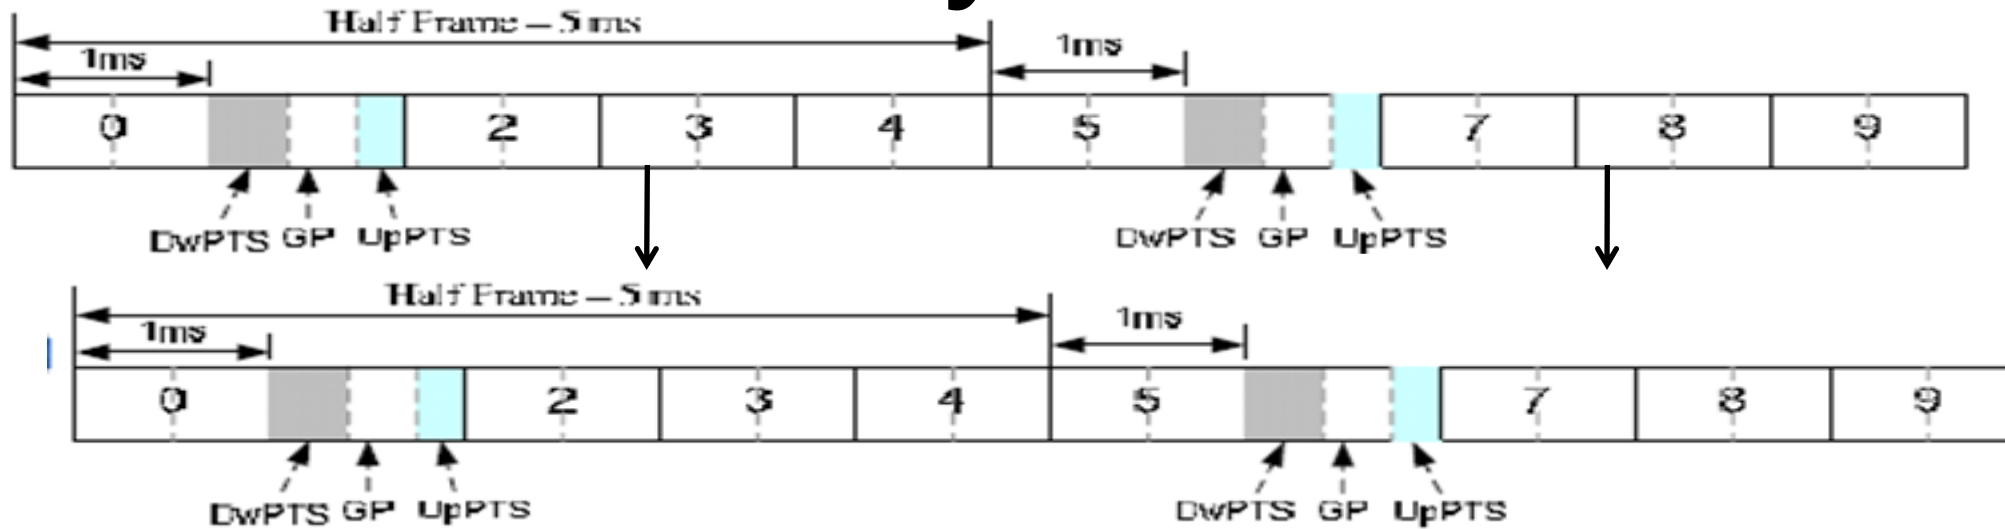 Half Frame – 5 ms
1ms 1ms
0 2 3 4 5 7 8 9
DwPTS GP UpPTS DwPTS GP UpPTS
Half Frame – 5 ms
1ms 1ms
0 2 3 4 5 7 8 9
DwPTS GP UpPTS DwPTS GP UpPTS